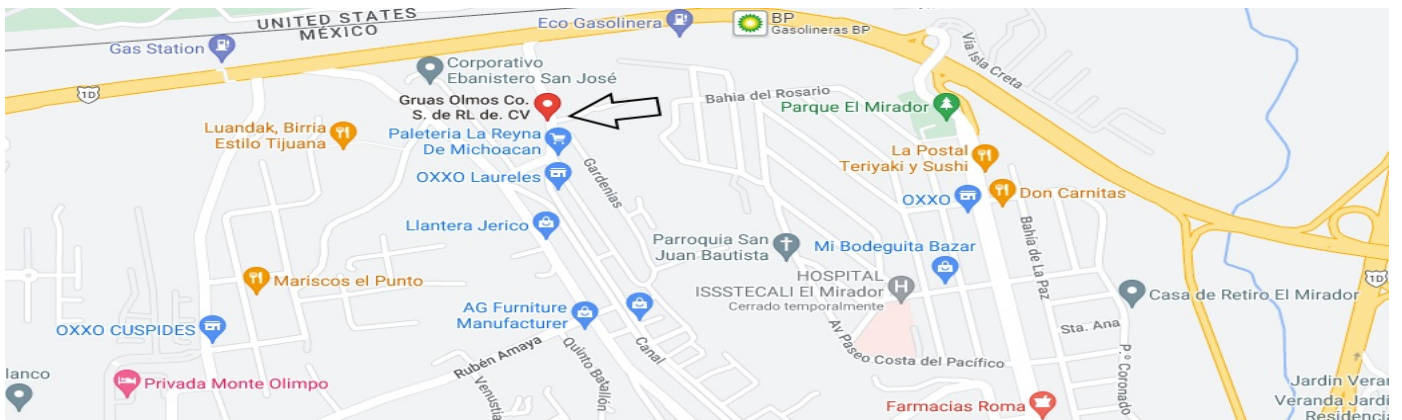 UNITED STATES
MÉXICO
Gas Station
Eco Gasolinera
BP
Gasolineras BP
Vía Isla Creta
1D
Corporativo
Ebanistero San José
Gruas Olmos Co.
S. de RL de. CV
Bahia del Rosario
Parque El Mirador
Luandak, Birria
Estilo Tijuana
Paleteria La Reyna
De Michoacan
La Postal
Teriyaki y Sushi
OXXO Laureles
Gardenias
OXXO
Don Carnitas
Llantera Jerico
Parroquia San
Juan Bautista
Mi Bodeguita Bazar
Bahía de La Paz
Mariscos el Punto
HOSPITAL
ISSSTECALI El Mirador
Cerrado temporalmente
1D
Casa de Retiro El Mirador
AG Furniture
Manufacturer
OXXO CUSPIDES
Sta. Ana
Rubén Amaya
Quinto Batallón
Canal
Av Paseo Costa del Pacífico
P.º Coronado
lanco
Privada Monte Olimpo
Venustia
Farmacias Roma
Jardin Verar
Veranda Jardi
Residencia